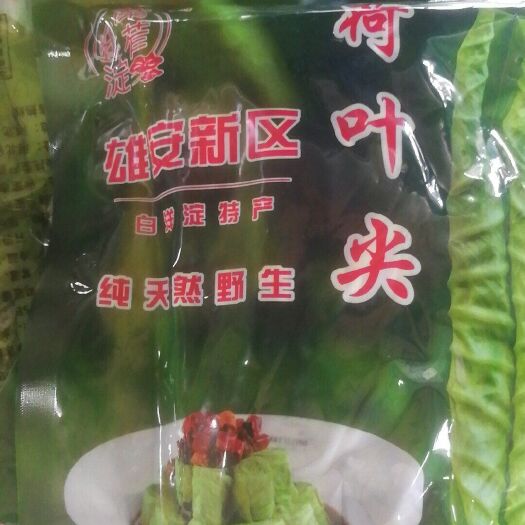 荷叶尖
雄安新区
白洋淀特产
纯天然野生